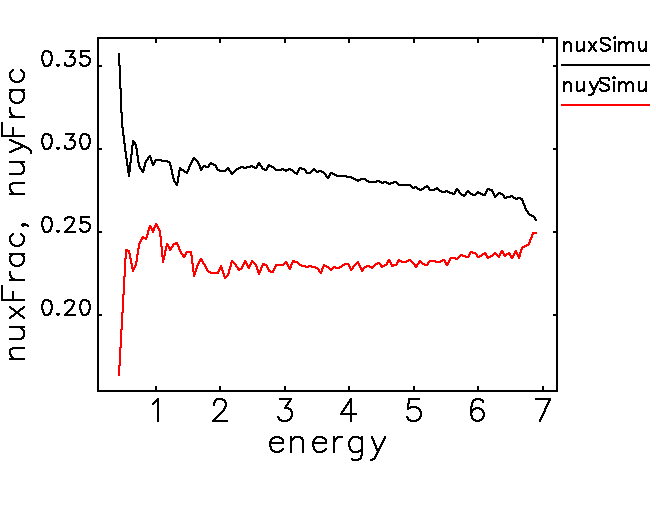 nuxSimu
nuySimu
nuxFrac, nuyFrac
0.35
0.30
0.25
0.20
1 2 3 4 5 6 7
energy